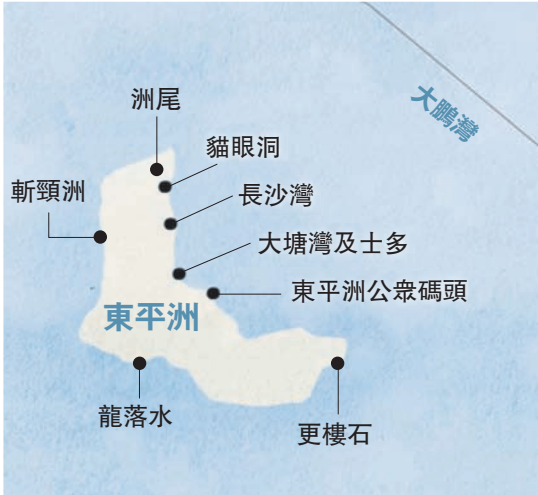 洲尾
大鵬灣
貓眼洞
斬頸洲
長沙灣
大塘灣及士多
東平洲公眾碼頭
東平洲
龍落水
更樓石